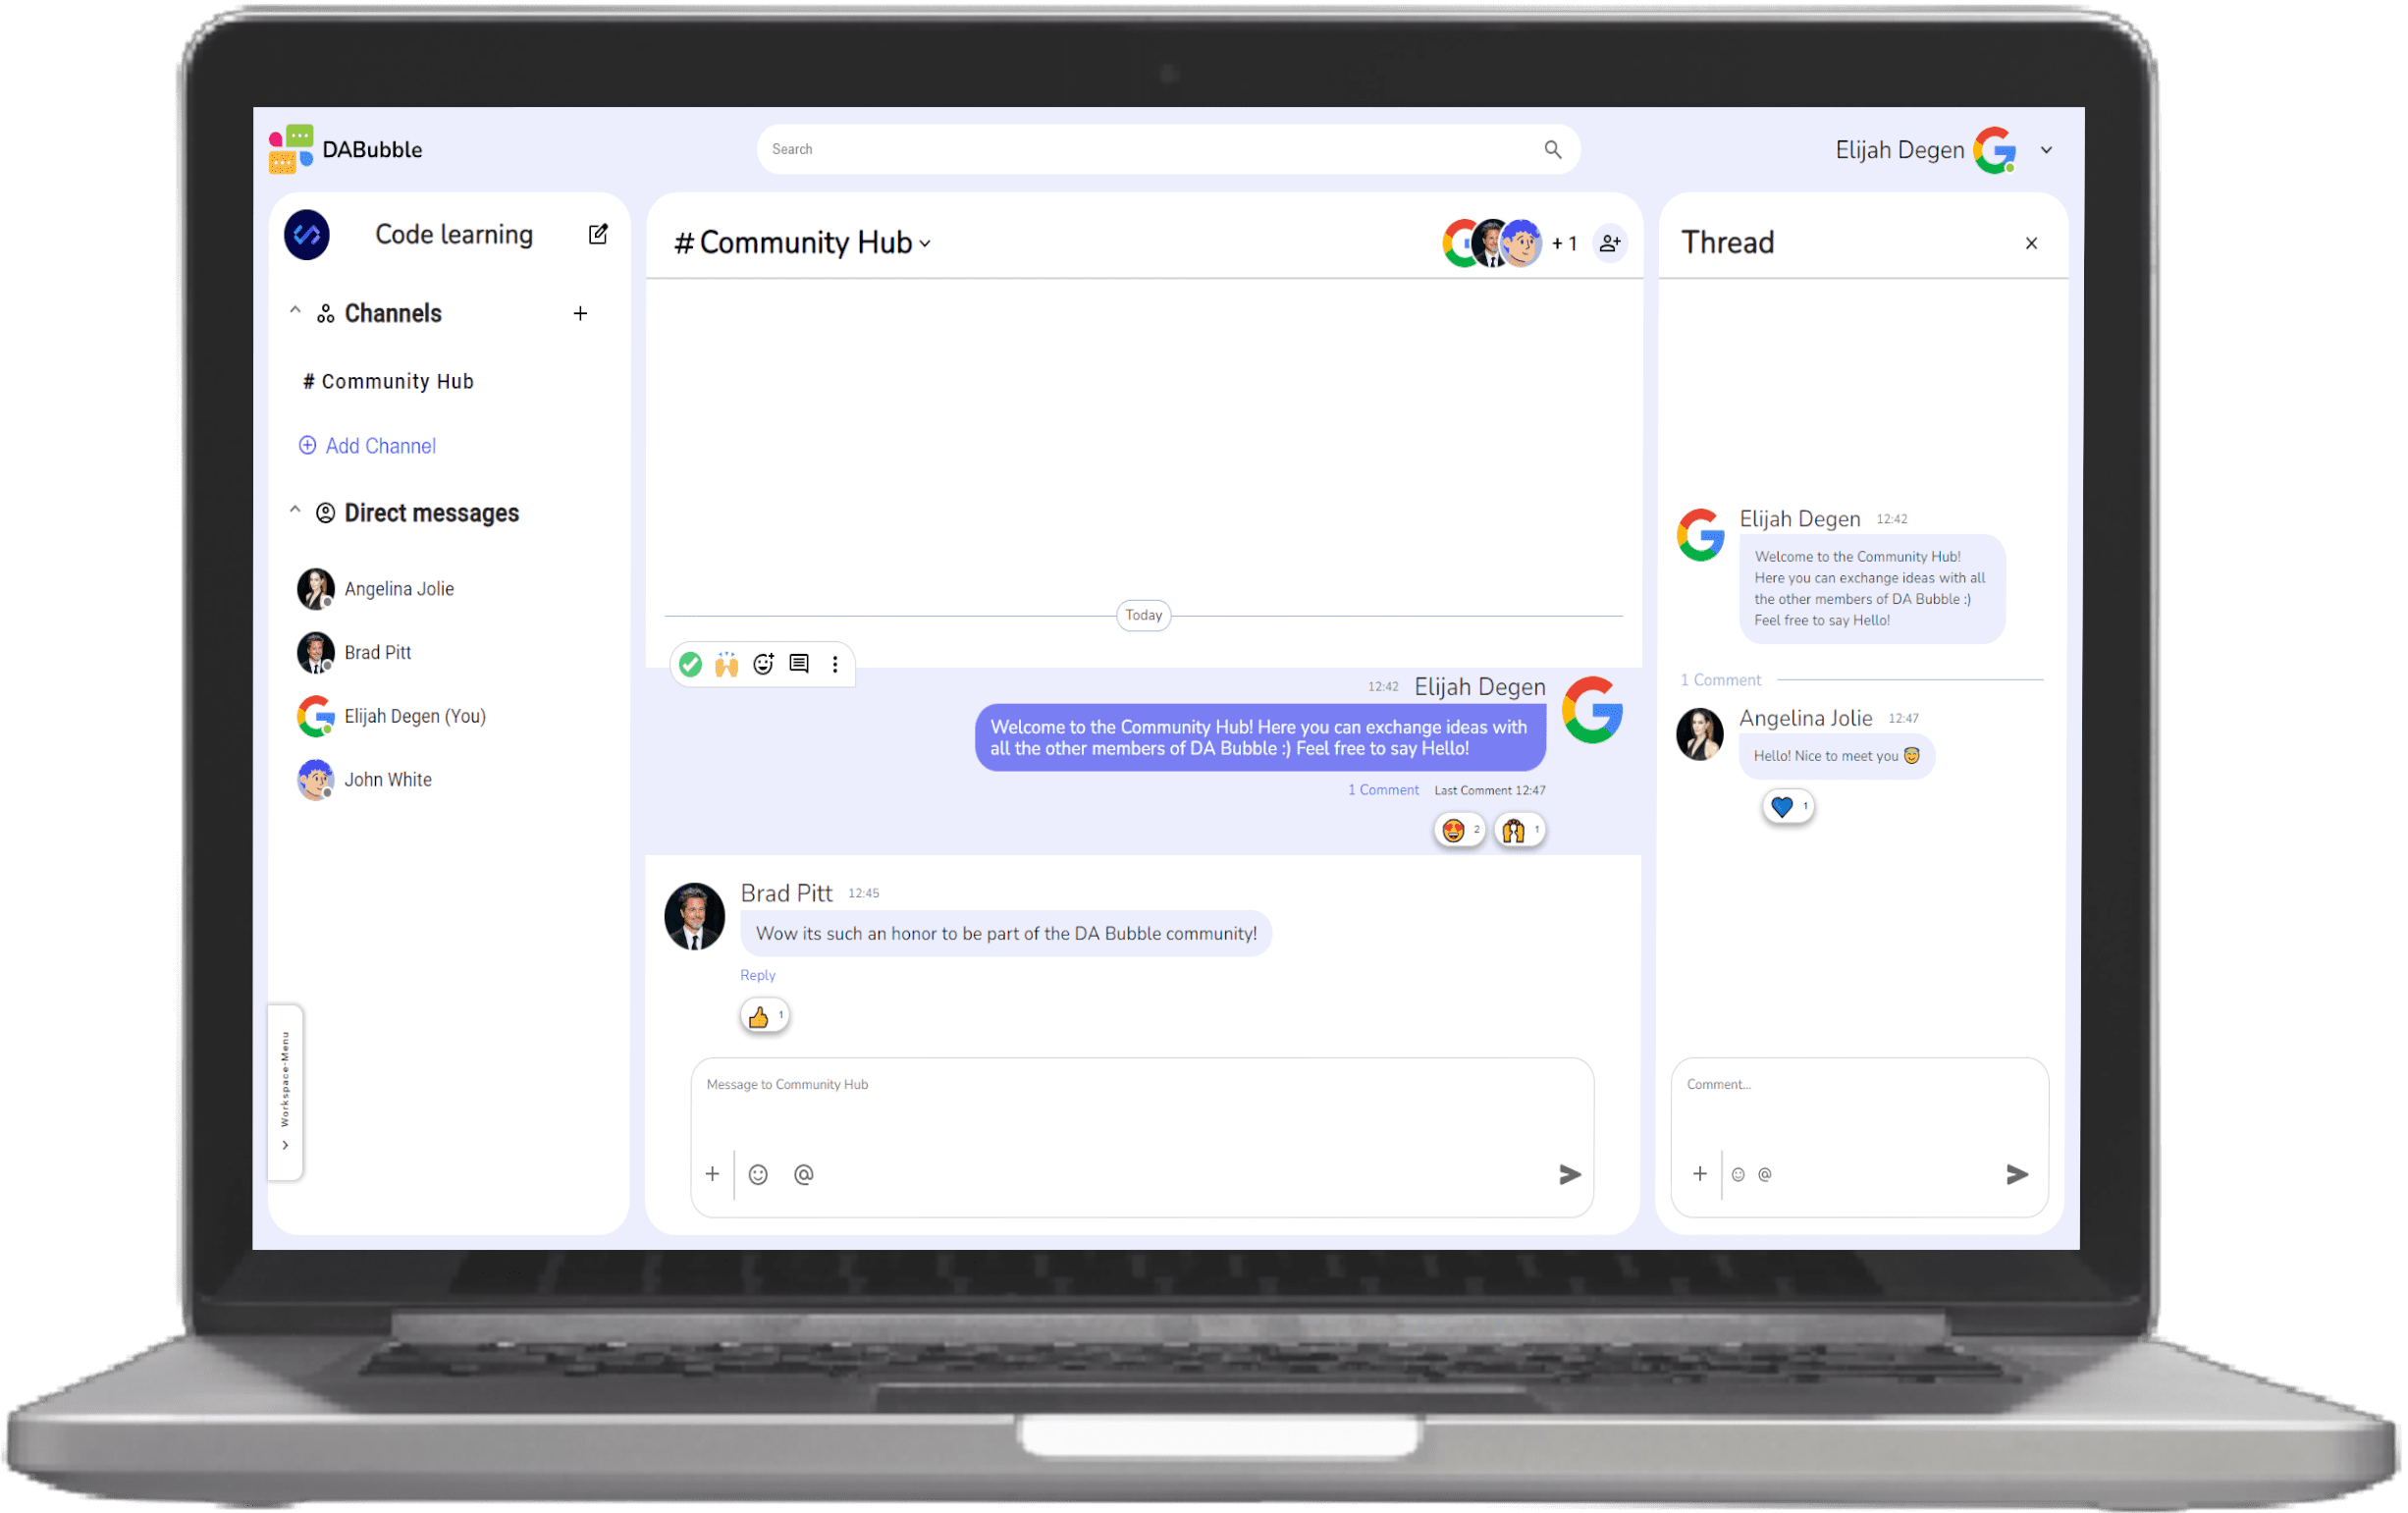 DABubble
Search
Elijah Degen
Code learning
Channels
# Community Hub
Add Channel
Direct messages
Angelina Jolie
Brad Pitt
Elijah Degen (You)
John White
Workspace-Menu
# Community Hub
+ 1
Today
12:42 Elijah Degen
Welcome to the Community Hub! Here you can exchange ideas with
all the other members of DA Bubble :) Feel free to say Hello!
1 Comment Last Comment 12:47
2 1
Brad Pitt 12:45
Wow its such an honor to be part of the DA Bubble community!
Reply
1
Message to Community Hub
@
Thread
Elijah Degen 12:42
Welcome to the Community Hub!
Here you can exchange ideas with all
the other members of DA Bubble :)
Feel free to say Hello!
1 Comment
Angelina Jolie 12:47
Hello! Nice to meet you 😇
1
Comment...
@